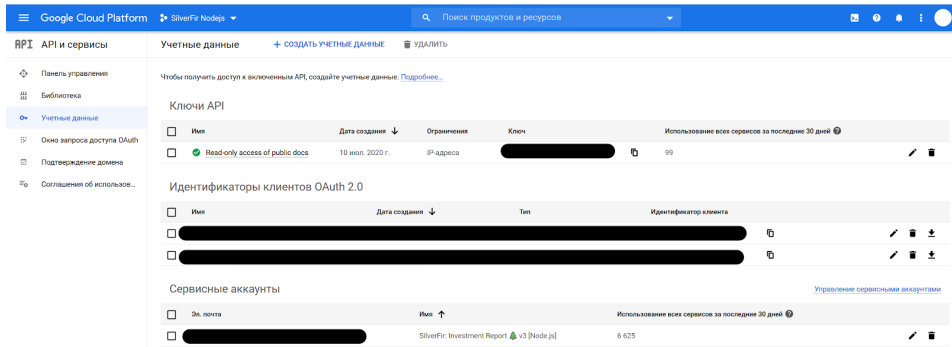 Google Cloud Platform SilverFir Nodejs Поиск продуктов и ресурсов
API API и сервисы Учетные данные + СОЗДАТЬ УЧЕТНЫЕ ДАННЫЕ УДАЛИТЬ
Панель управления
Чтобы получить доступ к включенным API, создайте учетные данные. Подробнее…
Библиотека
Учетные данные
Окно запроса доступа OAuth
Подтверждение домена
Соглашения об использов…
Ключи API
Имя Дата создания Ограничения Ключ Использование всех сервисов за последние 30 дней
Read-only access of public docs 10 июл. 2020 г. IP-адреса 99
Идентификаторы клиентов OAuth 2.0
Имя Дата создания Тип Идентификатор клиента
Сервисные аккаунты Управление сервисными аккаунтами
Эл. почта Имя Использование всех сервисов за последние 30 дней
SilverFir: Investment Report 🌲 v3 [Node.js] 6 625